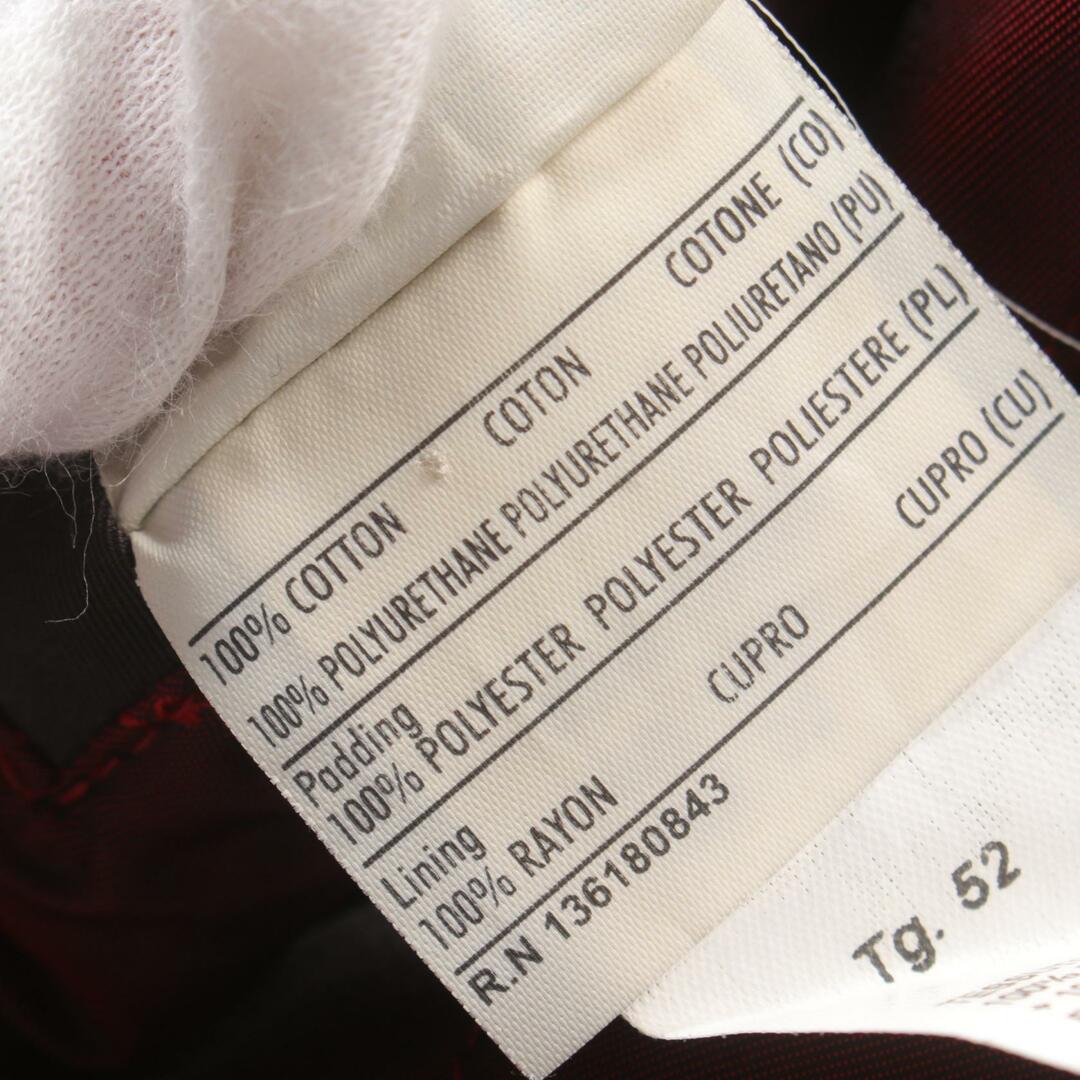 100% COTTON COTON COTONE (CO)
100% POLYURETHANE POLYURETHANE POLIURETANO (PU)
Padding
100% POLYESTER POLYESTER POLIESTERE (PL)
Lining
100% RAYON CUPRO CUPRO (CU)
R.N 136180843
Tg. 52